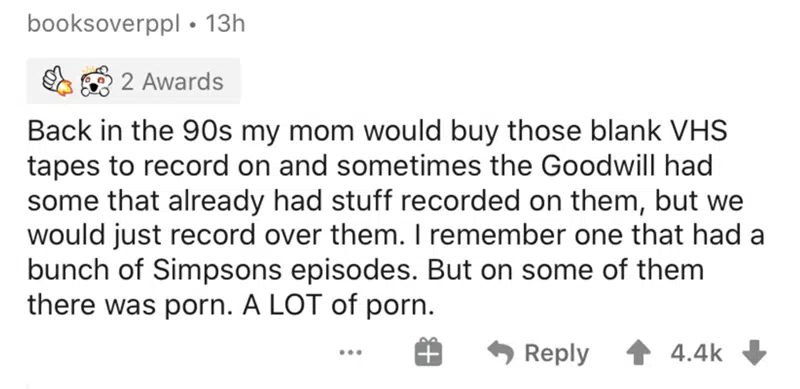 booksoverppl • 13h
2 Awards
Back in the 90s my mom would buy those blank VHS
tapes to record on and sometimes the Goodwill had
some that already had stuff recorded on them, but we
would just record over them. I remember one that had a
bunch of Simpsons episodes. But on some of them
there was porn. A LOT of porn.
... Reply 4.4k